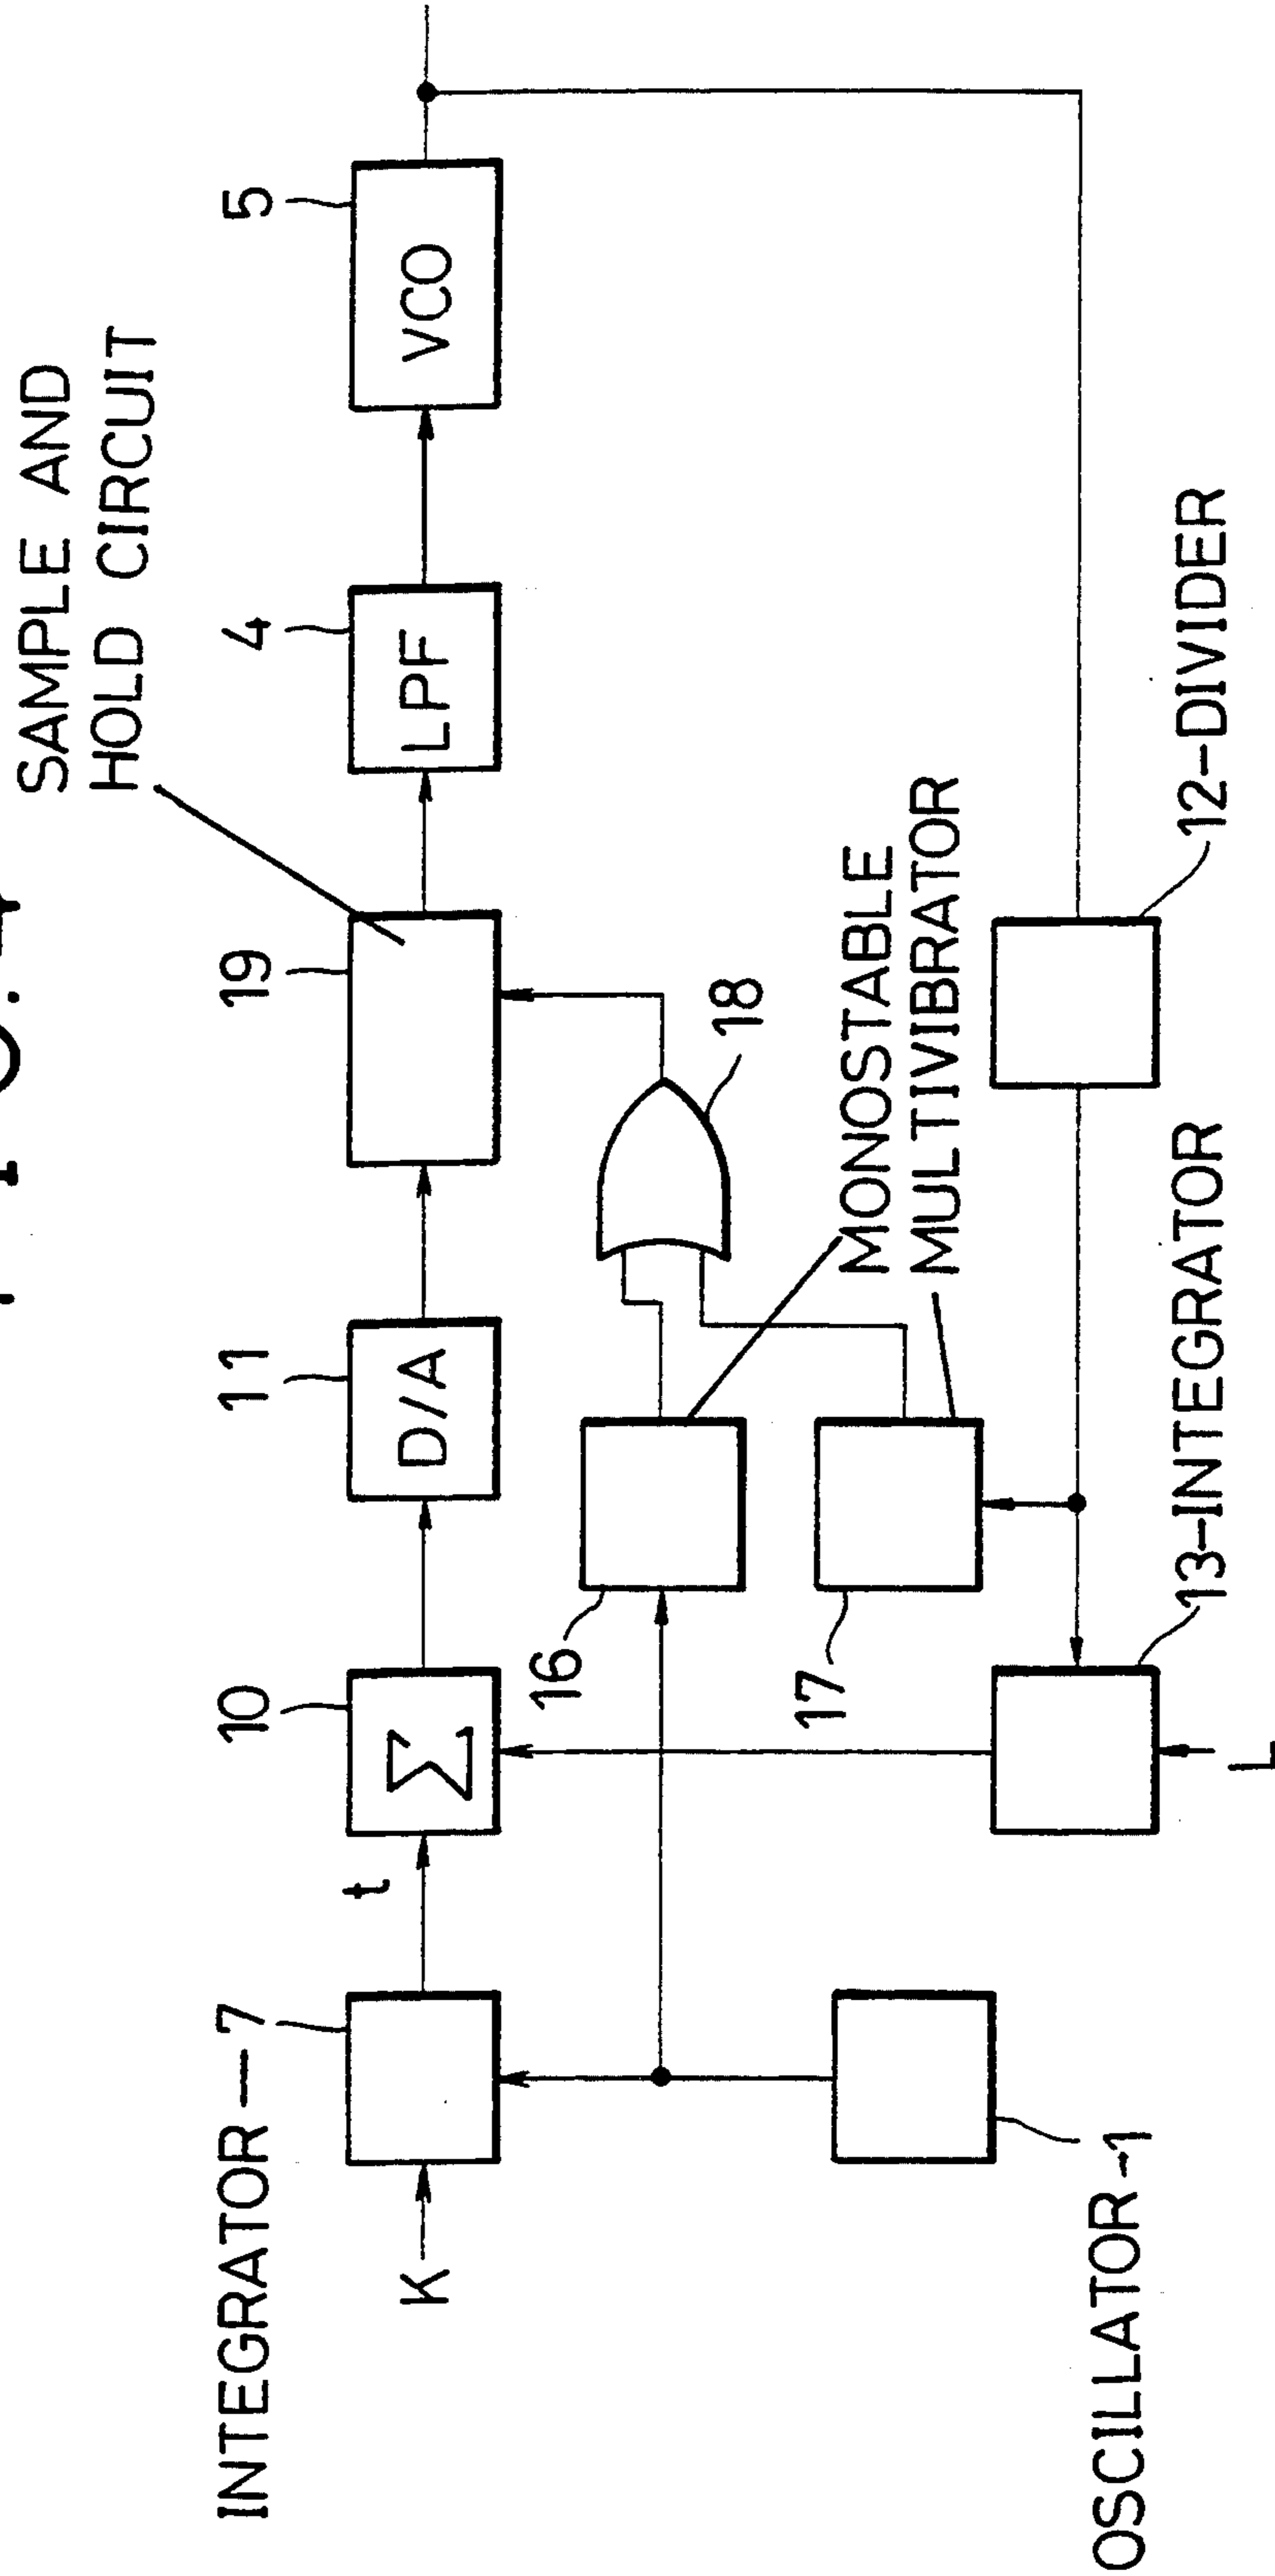 SAMPLE AND
HOLD CIRCUIT
INTEGRATOR—7
10
11
19
4
5
K
t
Σ
D/A
LPF
VCO
16
18
17
MONOSTABLE
MULTIVIBRATOR
OSCILLATOR-1
13-INTEGRATOR
12-DIVIDER
L